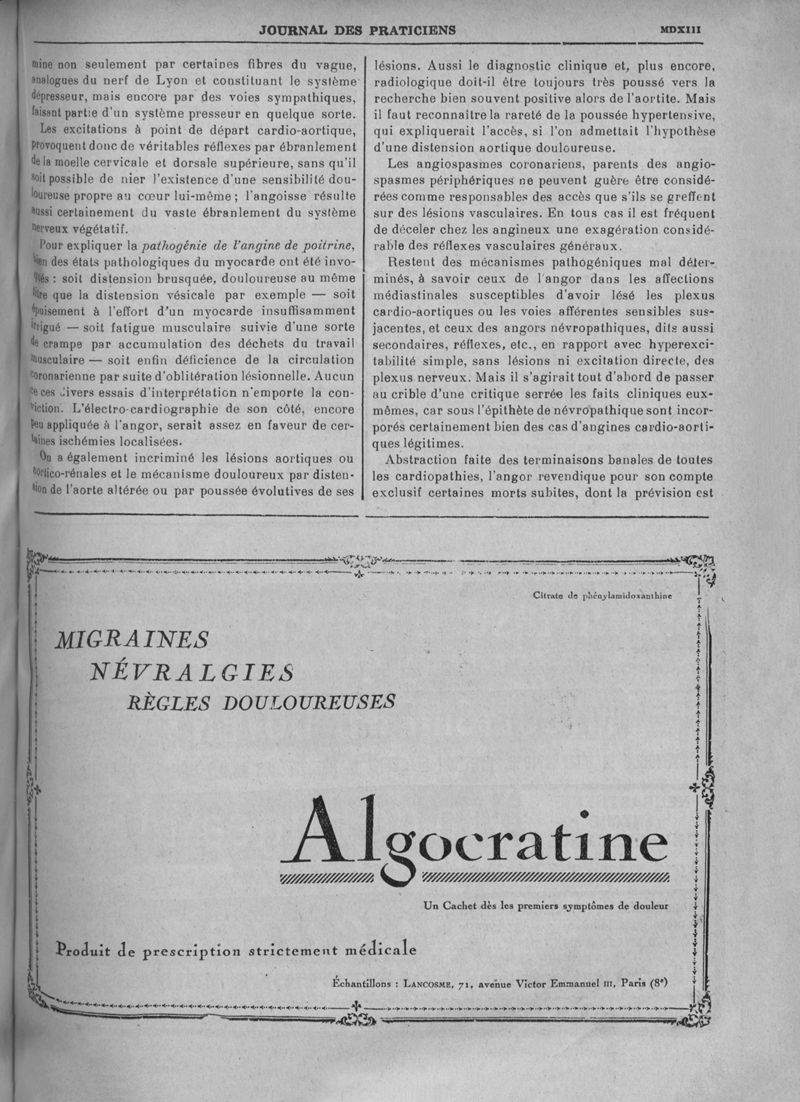 JOURNAL DES PRATICIENS
MDXIII
mine non seulement par certaines fibres du vague,
analogues du nerf de Lyon et constituant le système
dépresseur, mais encore par des voies sympathiques,
faisant partie d'un système presseur en quelque sorte.
Les excitations à point de départ cardio-aortique,
provoquent donc de véritables réflexes par ébranlement
de la moelle cervicale et dorsale supérieure, sans qu'il
soit possible de nier l'existence d'une sensibilité dou-
loureuse propre au cœur lui-même ; l'angoisse résulte
aussi certainement du vaste ébranlement du système
nerveux végétatif.
Pour expliquer la pathogénie de l'angine de poitrine,
bien des états pathologiques du myocarde ont été invo-
qués : soit distension brusquée, douloureuse au même
titre que la distension vésicale par exemple — soit
épuisement à l'effort d'un myocarde insuffisamment
irrigué — soit fatigue musculaire suivie d'une sorte
de crampe par accumulation des déchets du travail
musculaire — soit enfin déficience de la circulation
coronarienne par suite d'oblitération lésionnelle. Aucun
de ces divers essais d'interprétation n'emporte la con-
viction. L'électro-cardiographie de son côté, encore
peu appliquée à l'angor, serait assez en faveur de cer-
taines ischémies localisées.
On a également incriminé les lésions aortiques ou
aortico-rénales et le mécanisme douloureux par disten-
tion de l'aorte altérée ou par poussée évolutives de ses
lésions. Aussi le diagnostic clinique et, plus encore,
radiologique doit-il être toujours très poussé vers la
recherche bien souvent positive alors de l'aortite. Mais
il faut reconnaître la rareté de la poussée hypertensive,
qui expliquerait l'accès, si l'on admettait l'hypothèse
d'une distension aortique douloureuse.
Les angiospasmes coronariens, parents des angio-
spasmes périphériques ne peuvent guère être considé-
rées comme responsables des accès que s'ils se greffent
sur des lésions vasculaires. En tous cas il est fréquent
de déceler chez les angineux une exagération considé-
rable des réflexes vasculaires généraux.
Restent des mécanismes pathogéniques mal déter-
minés, à savoir ceux de l'angor dans les affections
médiastinales susceptibles d'avoir lésé les plexus
cardio-aortiques ou les voies afférentes sensibles sus-
jacentes, et ceux des angors névropathiques, dits aussi
secondaires, réflexes, etc., en rapport avec hyperexci-
tabilité simple, sans lésions ni excitation directe, des
plexus nerveux. Mais il s'agirait tout d'abord de passer
au crible d'une critique serrée les faits cliniques eux-
mêmes, car sous l'épithète de névropathique sont incor-
porés certainement bien des cas d'angines cardio-aorti-
ques légitimes.
Abstraction faite des terminaisons banales de toutes
les cardiopathies, l'angor revendique pour son compte
exclusif certaines morts subites, dont la prévision est
Citrate de phénylamidoxanthine
MIGRAINES
NÉVRALGIES
RÈGLES DOULOUREUSES
Algocratine
Un Cachet dès les premiers symptômes de douleur
Produit de prescription strictement médicale
Échantillons : LANCOSME, 71, avenue Victor Emmanuel III, Paris (8e)